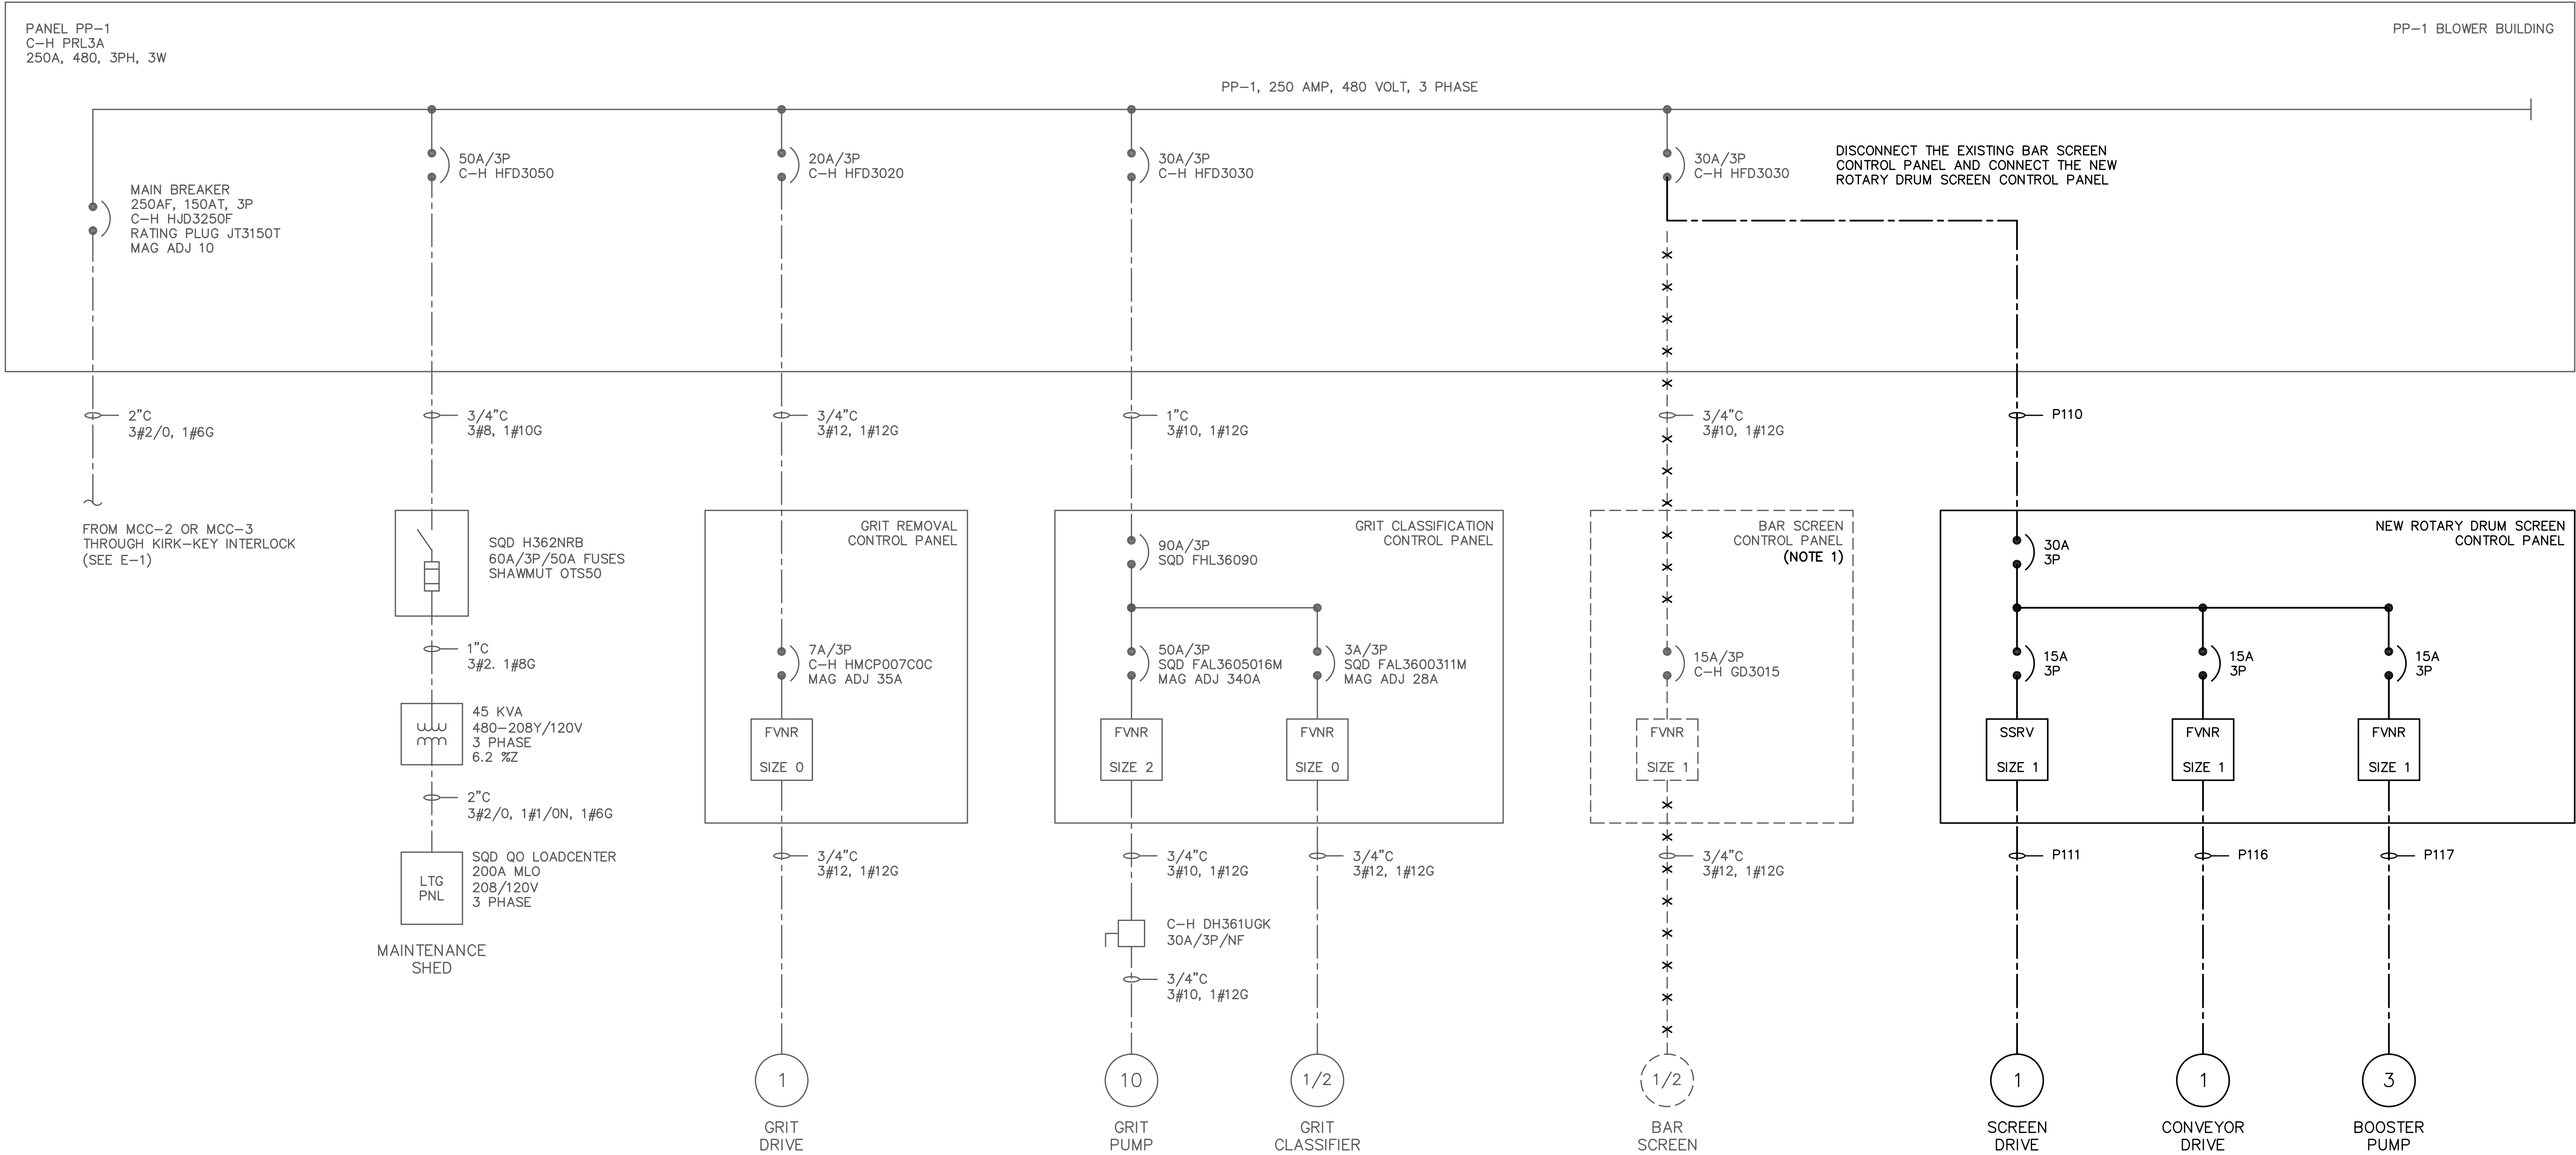 PANEL PP-1
C-H PRL3A
250A, 480, 3PH, 3W
PP-1 BLOWER BUILDING
PP-1, 250 AMP, 480 VOLT, 3 PHASE
MAIN BREAKER
250AF, 150AT, 3P
C-H HJD3250F
RATING PLUG JT3150T
MAG ADJ 10
50A/3P
C-H HFD3050
20A/3P
C-H HFD3020
30A/3P
C-H HFD3030
30A/3P
C-H HFD3030
DISCONNECT THE EXISTING BAR SCREEN
CONTROL PANEL AND CONNECT THE NEW
ROTARY DRUM SCREEN CONTROL PANEL
2"C
3#2/0, 1#6G
3/4"C
3#8, 1#10G
3/4"C
3#12, 1#12G
1"C
3#10, 1#12G
3/4"C
3#10, 1#12G
P110
FROM MCC-2 OR MCC-3
THROUGH KIRK-KEY INTERLOCK
(SEE E-1)
SQD H362NRB
60A/3P/50A FUSES
SHAWMUT OTS50
1"C
3#2. 1#8G
45 KVA
480-208Y/120V
3 PHASE
6.2 %Z
2"C
3#2/0, 1#1/0N, 1#6G
LTG
PNL
SQD QO LOADCENTER
200A MLO
208/120V
3 PHASE
MAINTENANCE
SHED
GRIT REMOVAL
CONTROL PANEL
7A/3P
C-H HMCP007C0C
MAG ADJ 35A
FVNR
SIZE 0
3/4"C
3#12, 1#12G
1
GRIT
DRIVE
GRIT CLASSIFICATION
CONTROL PANEL
90A/3P
SQD FHL36090
50A/3P
SQD FAL3605016M
MAG ADJ 340A
3A/3P
SQD FAL3600311M
MAG ADJ 28A
FVNR
SIZE 2
FVNR
SIZE 0
3/4"C
3#10, 1#12G
3/4"C
3#12, 1#12G
C-H DH361UGK
30A/3P/NF
3/4"C
3#10, 1#12G
10
GRIT
PUMP
1/2
GRIT
CLASSIFIER
BAR SCREEN
CONTROL PANEL
(NOTE 1)
15A/3P
C-H GD3015
FVNR
SIZE 1
3/4"C
3#12, 1#12G
1/2
BAR
SCREEN
NEW ROTARY DRUM SCREEN
CONTROL PANEL
30A
3P
15A
3P
15A
3P
15A
3P
SSRV
SIZE 1
FVNR
SIZE 1
FVNR
SIZE 1
P111
P116
P117
1
SCREEN
DRIVE
1
CONVEYOR
DRIVE
3
BOOSTER
PUMP